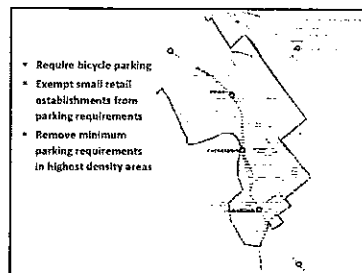 • Require bicycle parking
• Exempt small retail
establishments from
parking requirements
• Remove minimum
parking requirements
in highest density areas